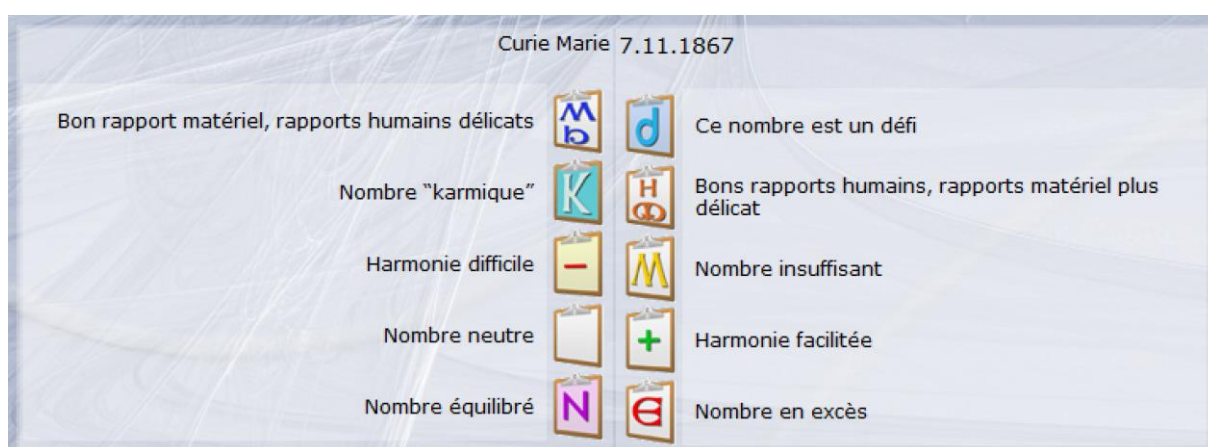 Curie Marie 7.11.1867
Bon rapport matériel, rapports humains délicats
M
b
d
Ce nombre est un défi
Nombre “karmique”
K
H
Bons rapports humains, rapports matériel plus
délicat
Harmonie difficile
-
M
Nombre insuffisant
Nombre neutre
+
Harmonie facilitée
Nombre équilibré
N
e
Nombre en excès